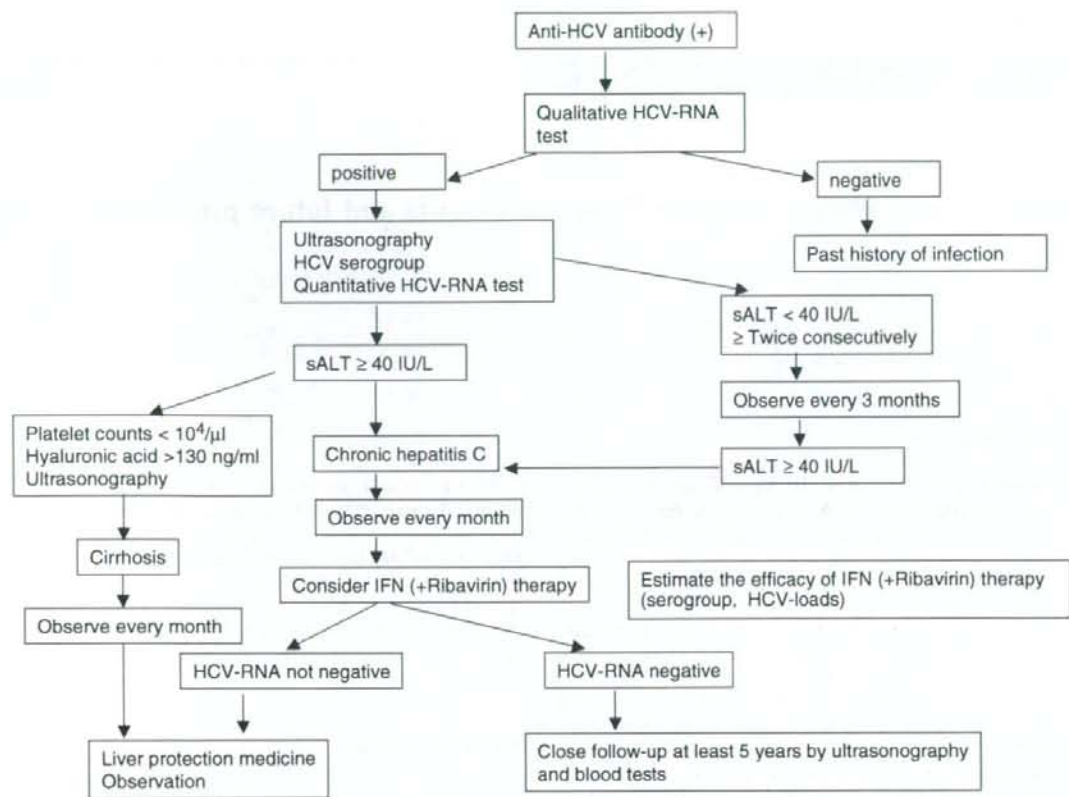 Anti-HCV antibody (+)
Qualitative HCV-RNA
test
positive
negative
Ultrasonography
HCV serogroup
Quantitative HCV-RNA test
Past history of infection
sALT < 40 IU/L
≥ Twice consecutively
sALT ≥ 40 IU/L
Observe every 3 months
Platelet counts < 10⁴/μl
Hyaluronic acid >130 ng/ml
Ultrasonography
Chronic hepatitis C
sALT ≥ 40 IU/L
Observe every month
Cirrhosis
Consider IFN (+Ribavirin) therapy
Estimate the efficacy of IFN (+Ribavirin) therapy
(serogroup, HCV-loads)
Observe every month
HCV-RNA not negative
HCV-RNA negative
Liver protection medicine
Observation
Close follow-up at least 5 years by ultrasonography
and blood tests